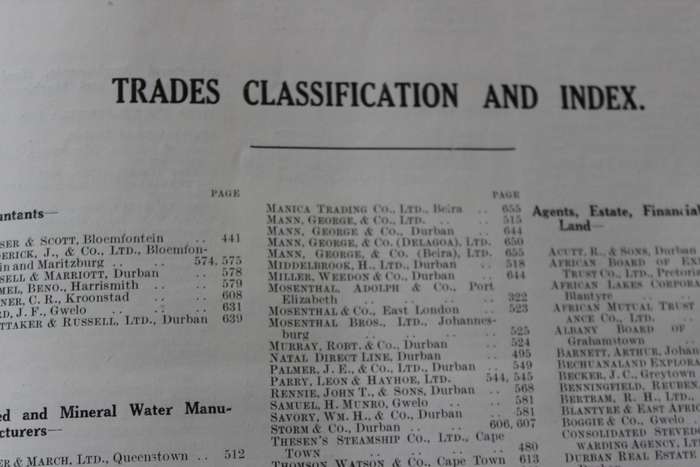 TRADES CLASSIFICATION AND INDEX.
PAGE
untants—
SER & SCOTT, Bloemfontein .. 441
DERICK, J., & CO., LTD., Bloemfon-
in and Maritzburg .. .. 574, 575
SELL & MARRIOTT, Durban .. 578
MEL, BENO., Harrismith .. 579
NER, C. R., Kroonstad .. 608
RD, J. F., Gwelo .. .. 631
TTAKER & RUSSELL, LTD., Durban 639
ed and Mineral Water Manu-
cturers—
ER & MARCH, LTD., Queenstown .. 512
PAGE
MANICA TRADING CO., LTD., Beira .. 655
MANN, GEORGE, & CO., LTD. .. .. 515
MANN, GEORGE, & CO., Durban .. 644
MANN, GEORGE, & CO. (DELAGOA), LTD. 650
MANN, GEORGE, & CO. (Beira), LTD. 655
MIDDELBROOK, H., LTD., Durban .. 518
MILLER, WEEDON & CO., Durban .. 644
MOSENTHAL, ADOLPH & CO., Port
Elizabeth .. .. .. .. 322
MOSENTHAL & CO., East London .. 523
MOSENTHAL BROS., LTD., Johannes-
burg .. .. .. .. 525
MURRAY, ROBT. & CO., Durban .. 524
NATAL DIRECT LINE, Durban .. 495
PALMER, J. E., & CO., LTD., Durban .. 549
PARRY, LEON & HAYHOE, LTD. 544, 545
RENNIE, JOHN T., & SONS, Durban .. 568
SAMUEL, H. MUNRO, Gwelo .. .. 581
SAVORY, WM. H., & CO., Durban .. 581
STORM & CO., Durban .. .. 606, 607
THESEN'S STEAMSHIP CO., LTD., Cape
Town .. .. .. .. 480
THOMSON WATSON & CO., Cape Town 613
Agents, Estate, Financial
Land—
ACUTT, R., & SONS, Durban
AFRICAN BOARD OF EX
TRUST CO., LTD., Pretori
AFRICAN LAKES CORPORA
Blantyre ..
AFRICAN MUTUAL TRUST
ANCE CO., LTD. ..
ALBANY BOARD OF
Grahamstown ..
BARNETT, ARTHUR, Johan
BECHUANALAND EXPLORA
BECKER, J. C., Greytown
BENNINGFIELD, REUBEN
BERTRAM, R. H., LTD.,
BLANTYRE & EAST AFRIC
BOGGIE & CO., Gwelo ..
CONSOLIDATED STEVED
WARDING AGENCY, LTD
DURBAN REAL ESTATE